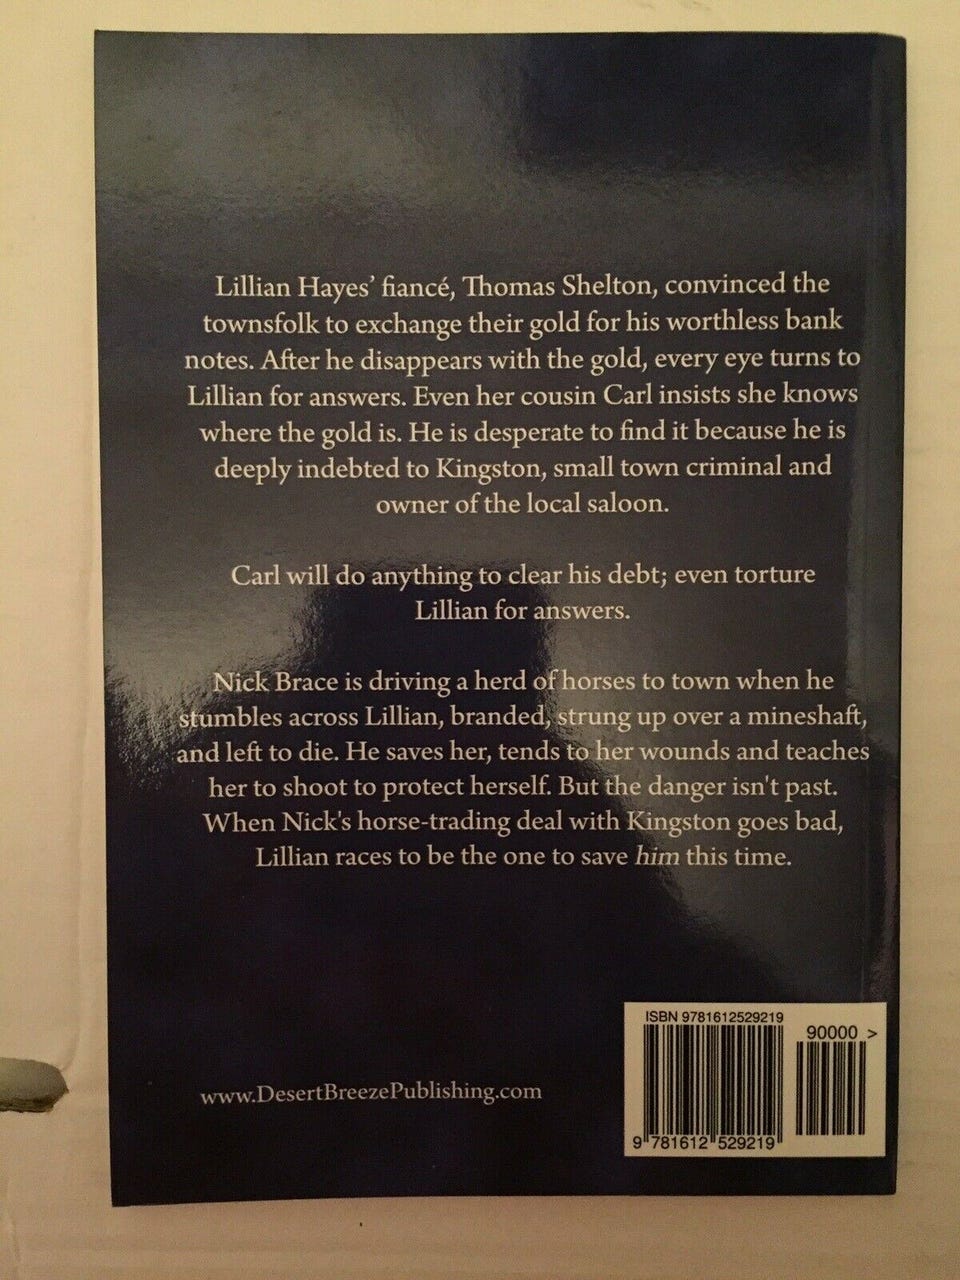 Lillian Hayes’ fiancé, Thomas Shelton, convinced the
townsfolk to exchange their gold for his worthless bank
notes. After he disappears with the gold, every eye turns to
Lillian for answers. Even her cousin Carl insists she knows
where the gold is. He is desperate to find it because he is
deeply indebted to Kingston, small town criminal and
owner of the local saloon.
Carl will do anything to clear his debt; even torture
Lillian for answers.
Nick Brace is driving a herd of horses to town when he
stumbles across Lillian, branded, strung up over a mineshaft,
and left to die. He saves her, tends to her wounds and teaches
her to shoot to protect herself. But the danger isn't past.
When Nick's horse-trading deal with Kingston goes bad,
Lillian races to be the one to save him this time.
ISBN 9781612529219
90000 >
www.DesertBreezePublishing.com
9 781612 529219